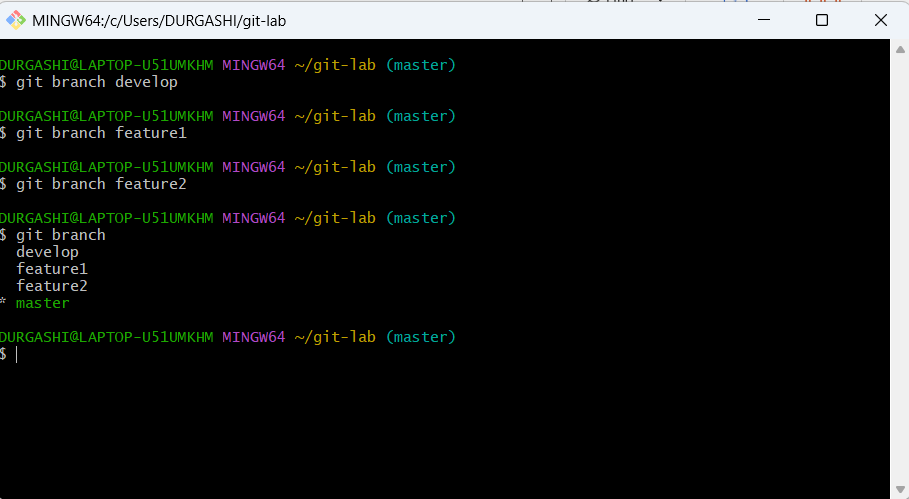 MINGW64:/c/Users/DURGASHI/git-lab
DURGASHI@LAPTOP-U51UMKHM MINGW64 ~/git-lab (master)
$ git branch develop
DURGASHI@LAPTOP-U51UMKHM MINGW64 ~/git-lab (master)
$ git branch feature1
DURGASHI@LAPTOP-U51UMKHM MINGW64 ~/git-lab (master)
$ git branch feature2
DURGASHI@LAPTOP-U51UMKHM MINGW64 ~/git-lab (master)
$ git branch
  develop
  feature1
  feature2
* master
DURGASHI@LAPTOP-U51UMKHM MINGW64 ~/git-lab (master)
$